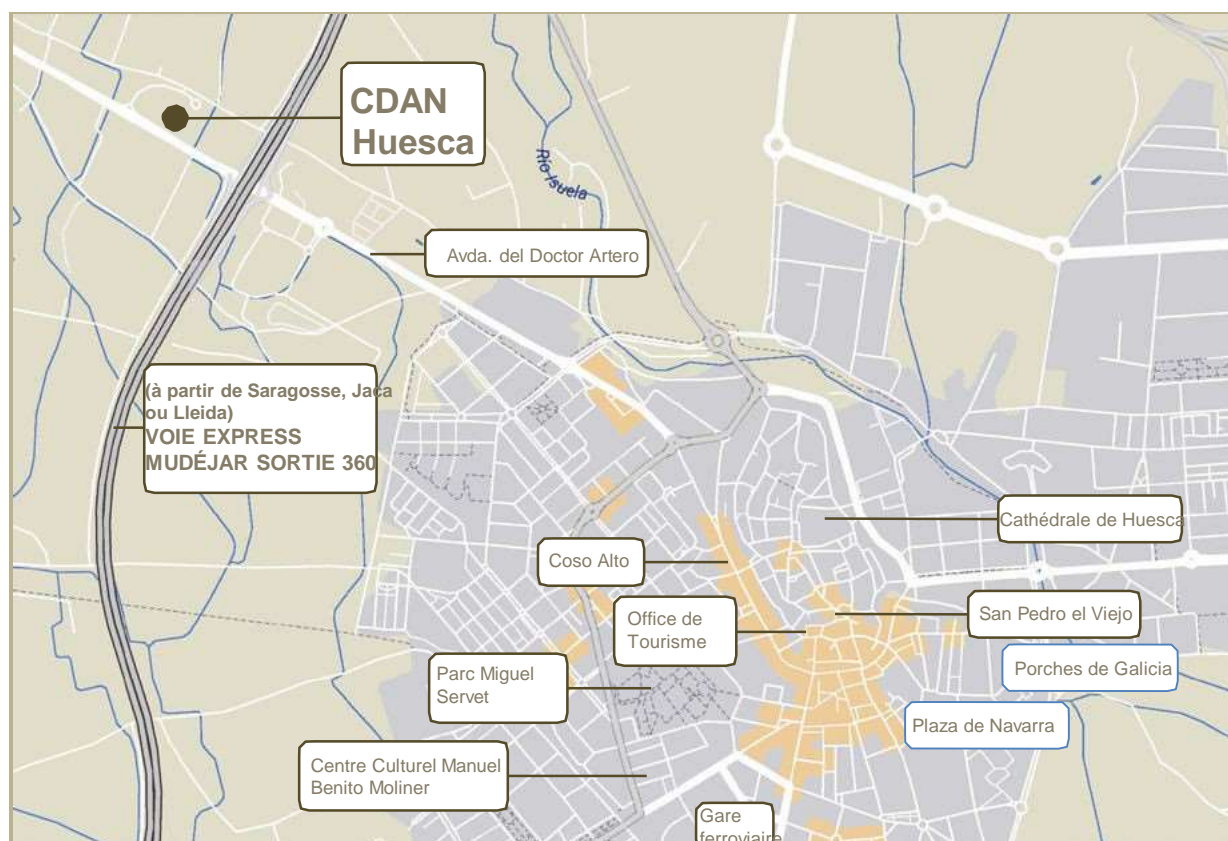 CDAN
Huesca
Río Isuela
Avda. del Doctor Artero
(à partir de Saragosse, Jaca
ou Lleida)
VOIE EXPRESS
MUDÉJAR SORTIE 360
Cathédrale de Huesca
Coso Alto
Office de
Tourisme
San Pedro el Viejo
Porches de Galicia
Parc Miguel
Servet
Plaza de Navarra
Centre Culturel Manuel
Benito Moliner
Gare
ferroviaire